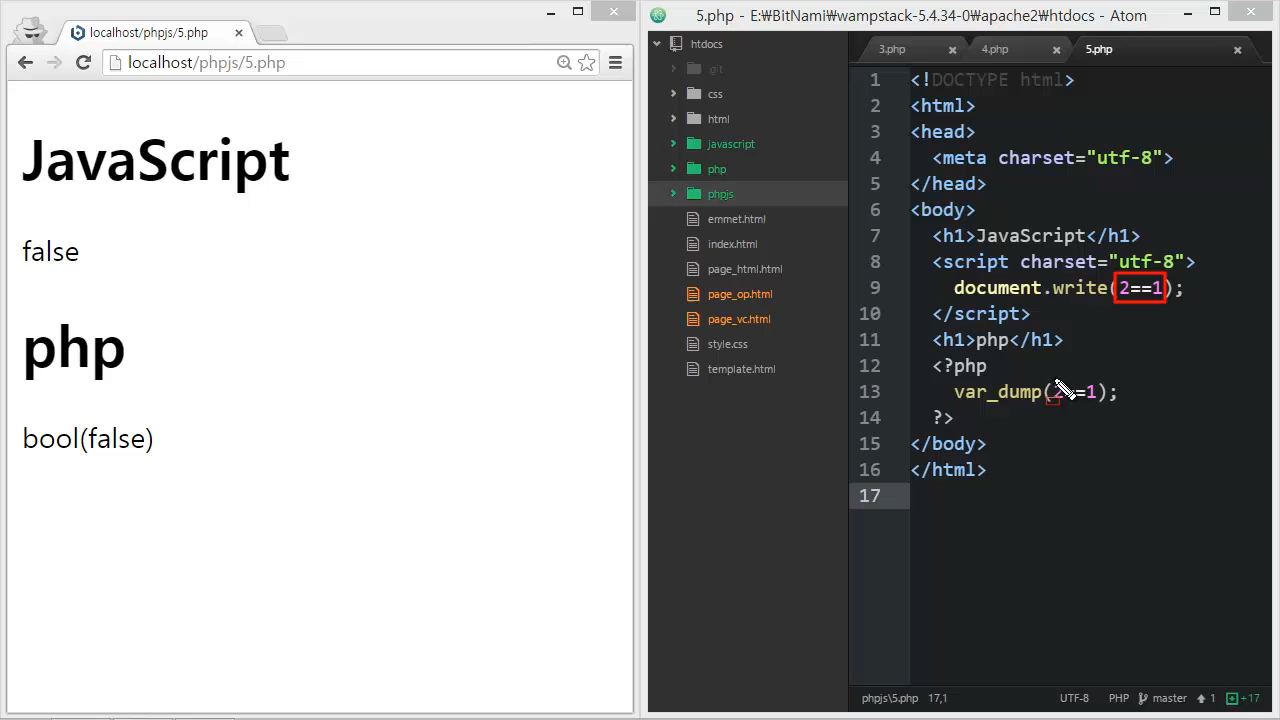 localhost/phpjs/5.php
localhost/phpjs/5.php
JavaScript
false
php
bool(false)
5.php - E:₩BitNami₩wampstack-5.4.34-0₩apache2₩htdocs - Atom
htdocs
.git
css
html
javascript
php
phpjs
emmet.html
index.html
page_html.html
page_op.html
page_vc.html
style.css
template.html
3.php
4.php
5.php
1 <!DOCTYPE html>
2 <html>
3 <head>
4 <meta charset="utf-8">
5 </head>
6 <body>
7 <h1>JavaScript</h1>
8 <script charset="utf-8">
9 document.write(2==1);
10 </script>
11 <h1>php</h1>
12 <?php
13 var_dump(2==1);
14 ?>
15 </body>
16 </html>
17
phpjs\5.php 17,1 UTF-8 PHP master 1 +17